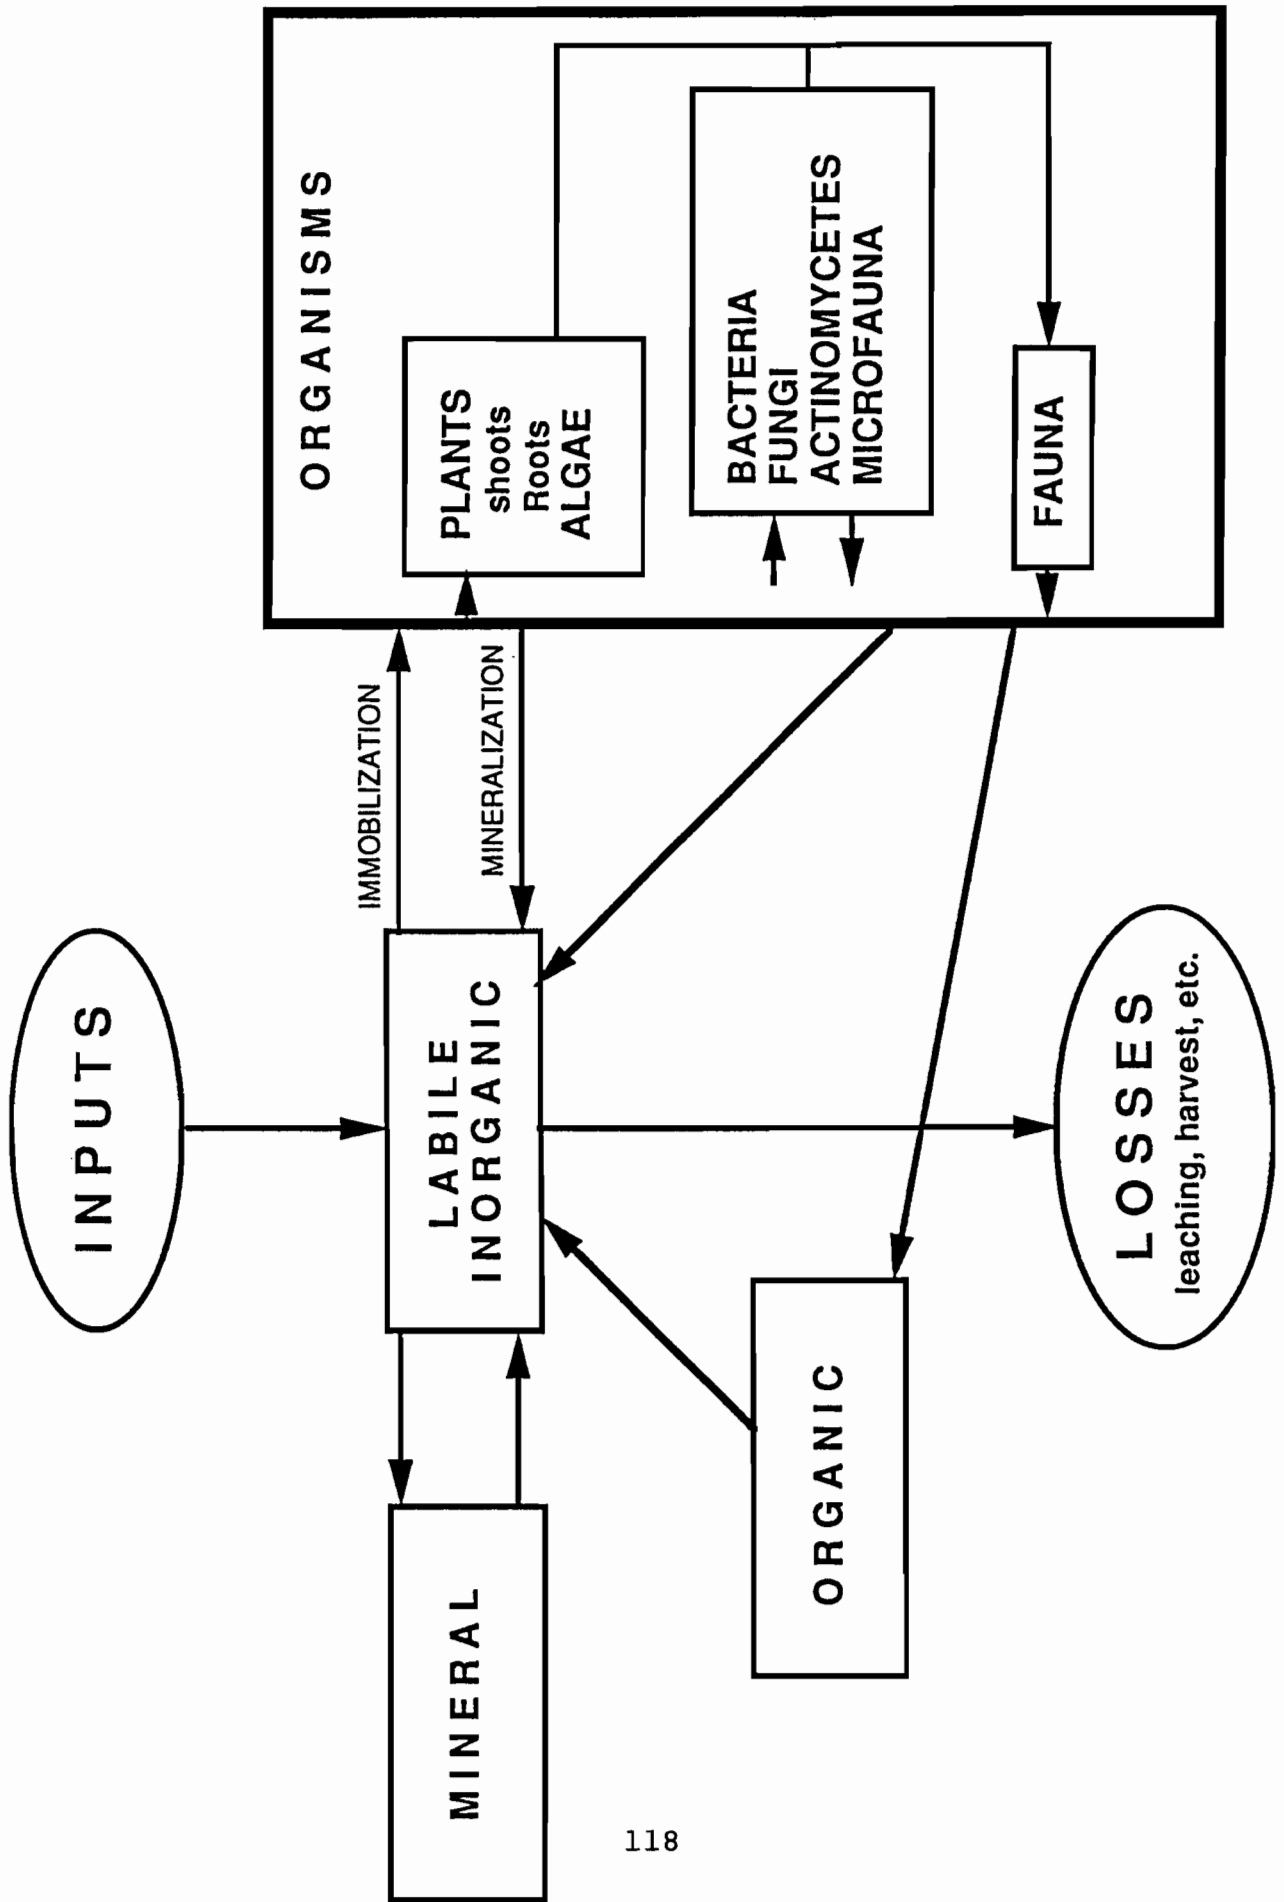 INPUTS
MINERAL
LABILE
INORGANIC
IMMOBILIZATION
MINERALIZATION
ORGANISMS
PLANTS
shoots
Roots
ALGAE
BACTERIA
FUNGI
ACTINOMYCETES
MICROFAUNA
FAUNA
ORGANIC
LOSSES
leaching, harvest, etc.
118